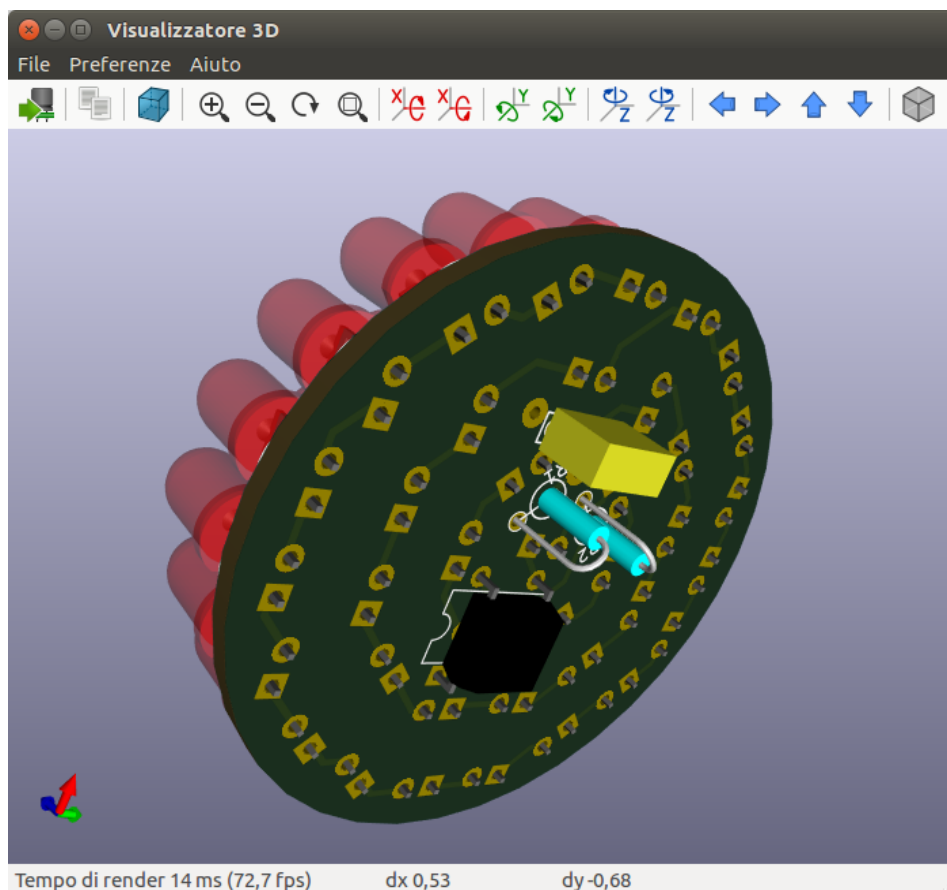 Visualizzatore 3D
File Preferenze Aiuto
X X Y Y Z Z
Tempo di render 14 ms (72,7 fps) dx 0,53 dy -0,68